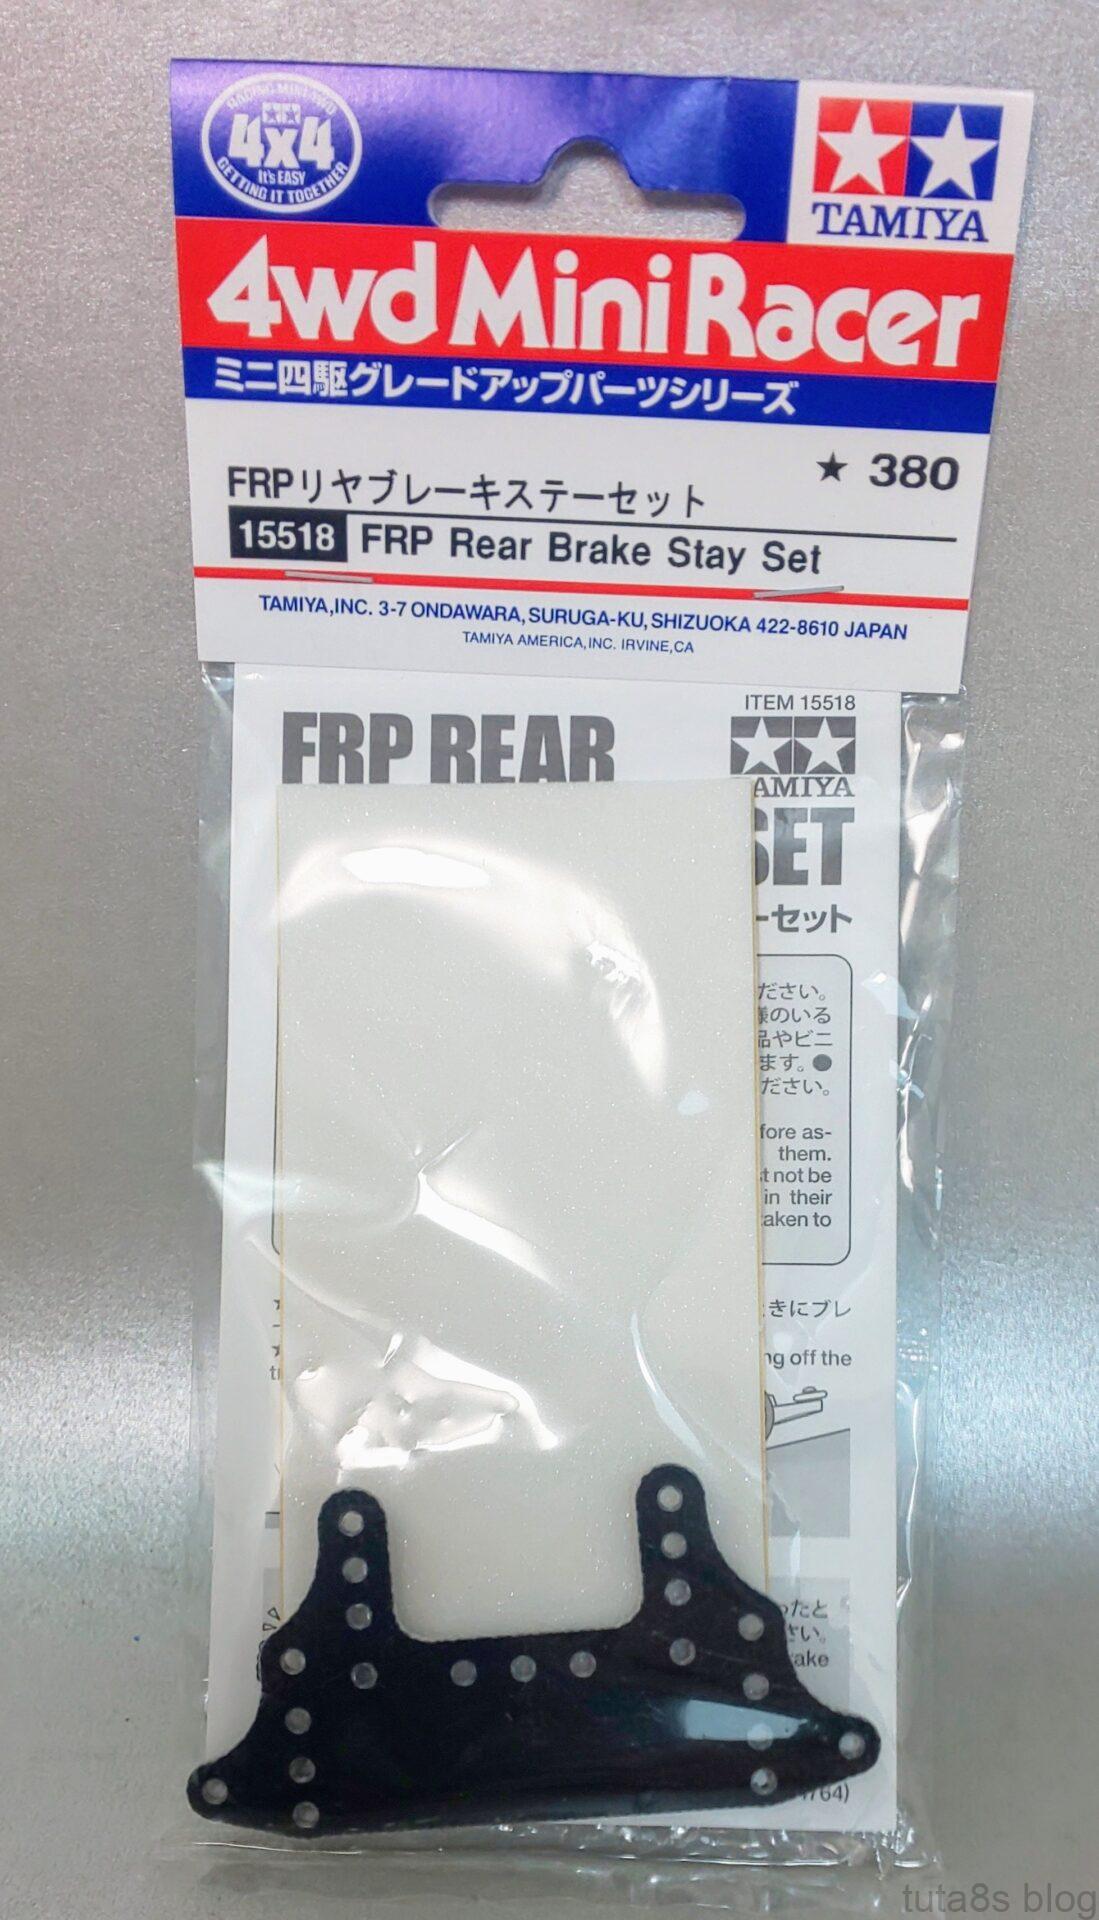 RACING MINI 4WD
4x4
It's EASY
GETTING IT TOGETHER
TAMIYA
4wd Mini Racer
ミニ四駆グレードアップパーツシリーズ
★ 380
FRPリヤブレーキステーセット
15518 FRP Rear Brake Stay Set
TAMIYA,INC. 3-7 ONDAWARA, SURUGA-KU, SHIZUOKA 422-8610 JAPAN
TAMIYA AMERICA,INC. IRVINE,CA
ITEM 15518
FRP REAR
TAMIYA
SET
ーセット
ださい。
様のいる
品やビニ
ます。●
ださい。
fore as-
them.
t not be
in their
taken to
きにブレ
ng off the
ったと
さい。
rake
tuta8s blog